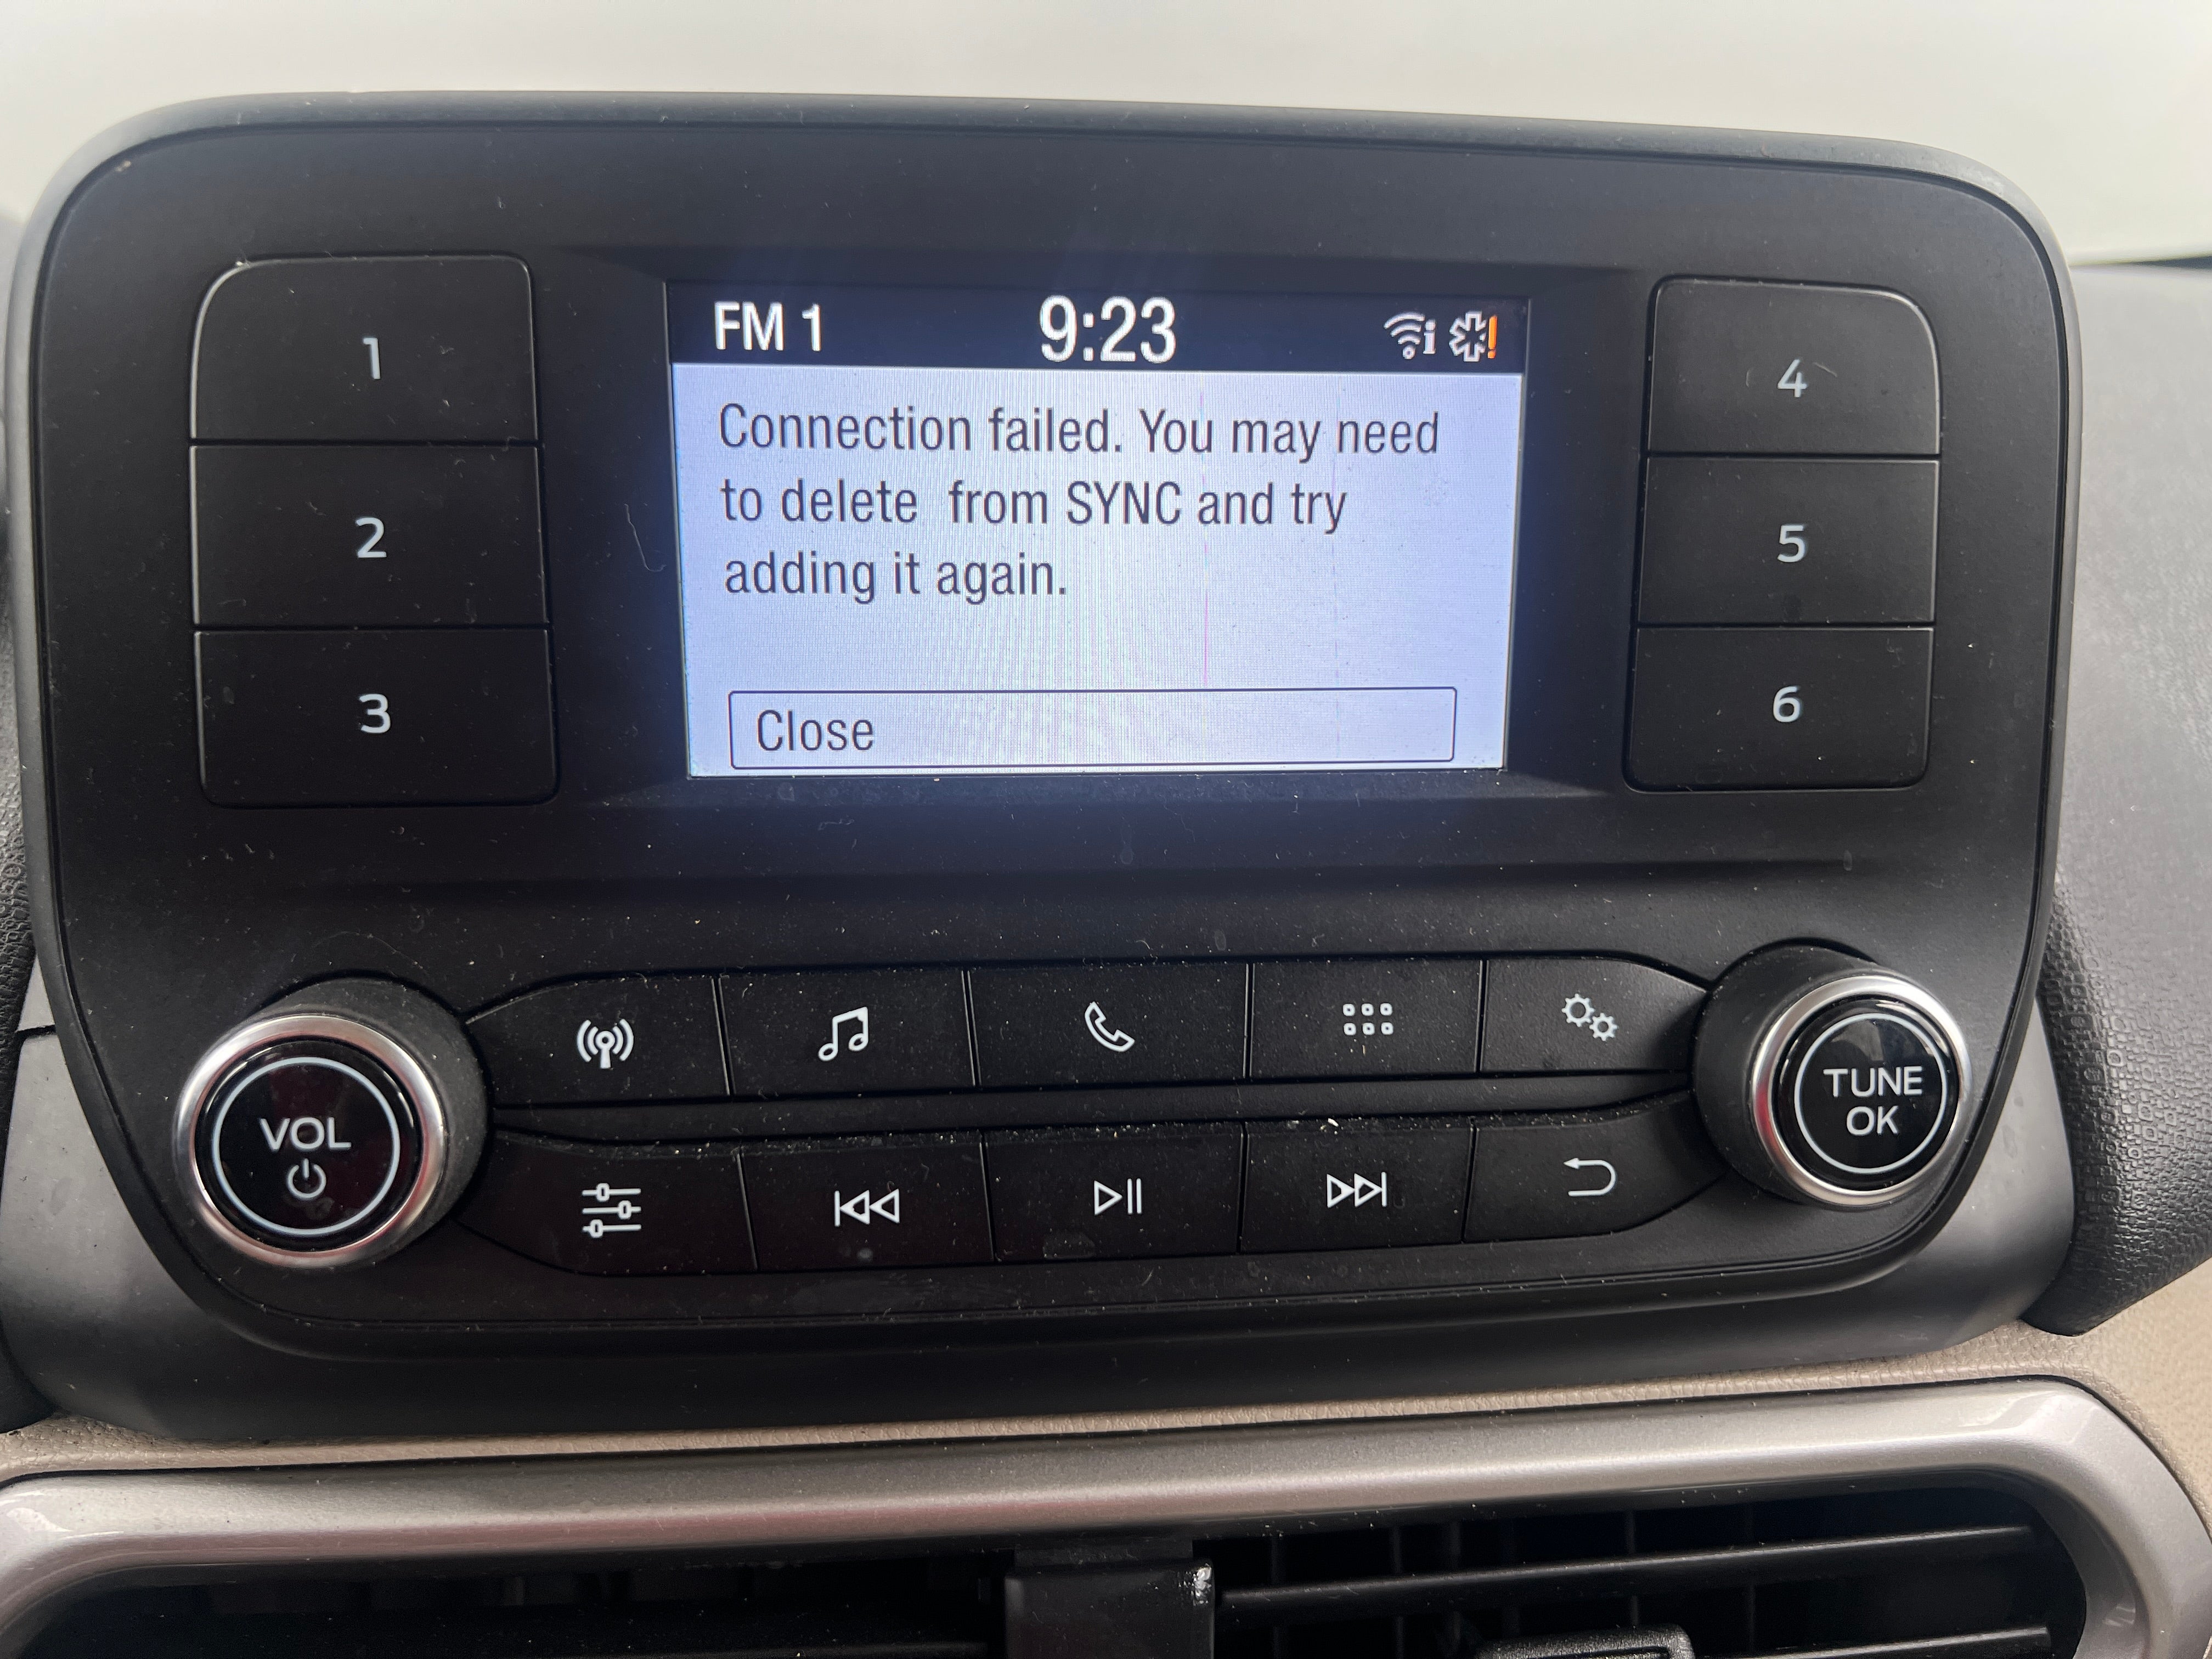 FM 1 9:23
Connection failed. You may need
to delete  from SYNC and try
adding it again.
Close
1
2
3
4
5
6
VOL
TUNE
OK